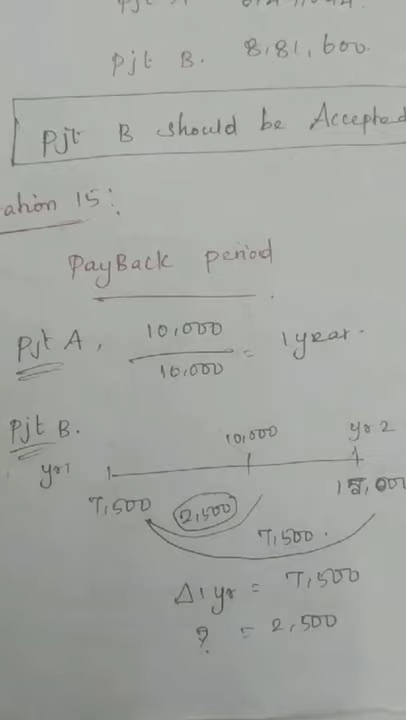 Pjt B. 8,81,600.
Pjt B should be Accepted
ation 15:
PayBack period
Pjt A, 10,000
10,000
= 1 year.
Pjt B.
10,000 yr 2
yr 1
7,500 2,500
7,500.
Δ 1 yr = 7,500
? = 2,500